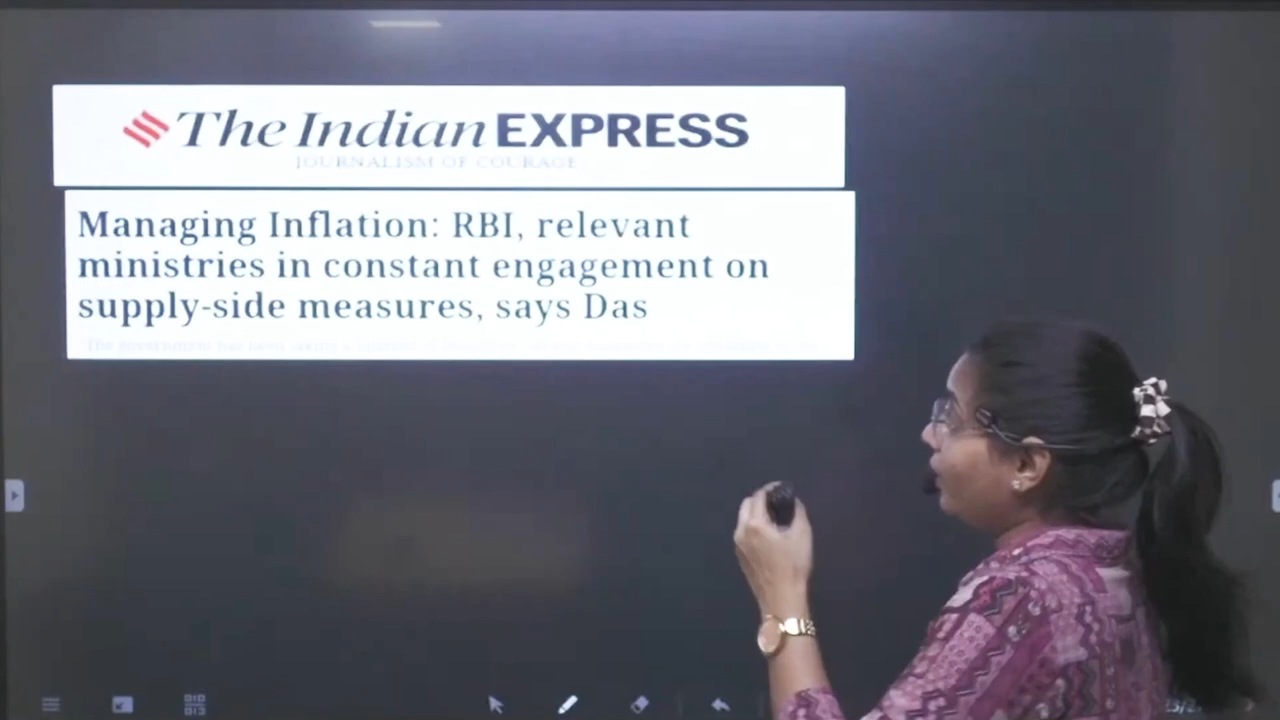 The Indian EXPRESS
JOURNALISM OF COURAGE
Managing Inflation: RBI, relevant
ministries in constant engagement on
supply-side measures, says Das